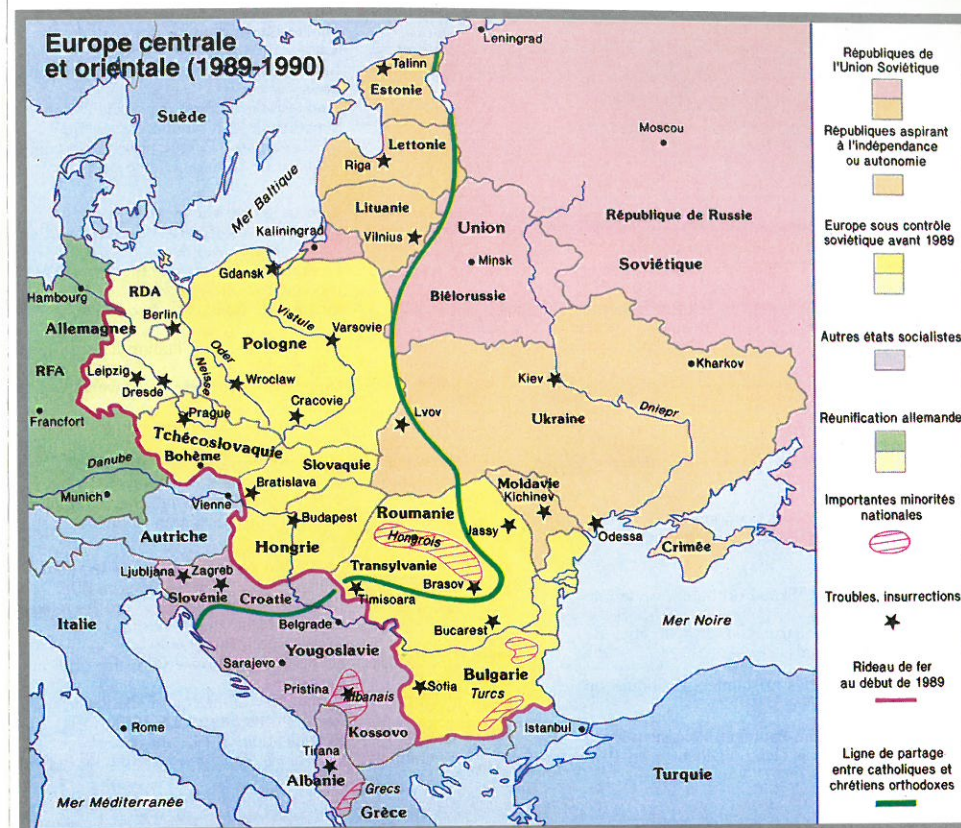 Europe centrale
et orientale (1989-1990)
Leningrad
Talinn
Estonie
Suède
Moscou
Lettonie
Riga
Mer Baltique
Lituanie
République de Russie
Kaliningrad
Vilnius
Union
Minsk
Soviétique
Gdansk
Biélorussie
Hambourg
RDA
Berlin
Vistule
Varsovie
Allemagnes
Pologne
Oder
Neisse
Kharkov
RFA
Leipzig
Dresde
Wroclaw
Kiev
Cracovie
Dniepr
Francfort
Prague
Lvov
Ukraine
Tchécoslovaquie
Bohème
Danube
Slovaquie
Bratislava
Moldavie
Kichinev
Munich
Vienne
Roumanie
Budapest
Jassy
Odessa
Autriche
Hongrois
Hongrie
Crimée
Transylvanie
Ljubljana
Zagreb
Brasov
Slovénie
Croatie
Timisoara
Italie
Belgrade
Bucarest
Mer Noire
Yougoslavie
Sarajevo
Bulgarie
Pristina
Albanais
Sofia
Turcs
Rome
Kossovo
Istanbul
Tirana
Albanie
Turquie
Grecs
Mer Méditerranée
Grèce
Républiques de
l'Union Soviétique
Républiques aspirant
à l'indépendance
ou autonomie
Europe sous contrôle
soviétique avant 1989
Autres états socialistes
Réunification allemande
Importantes minorités
nationales
Troubles, insurrections
Rideau de fer
au début de 1989
Ligne de partage
entre catholiques et
chrétiens orthodoxes